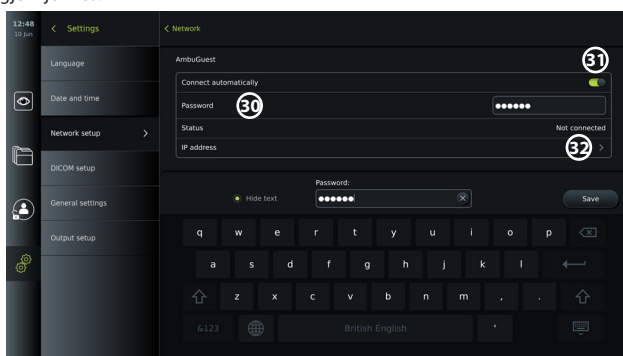 12:48
10 Jun
Settings
Network
Language
Date and time
Network setup
DICOM setup
General settings
Output setup
AmbuGuest
31
Connect automatically
Password
30
●●●●●●
Status
Not connected
IP address
32
Password:
Hide text
●●●●●●
Save
q w e r t y u i o p
a s d f g h j k l
z x c v b n m , .
&123
British English
'